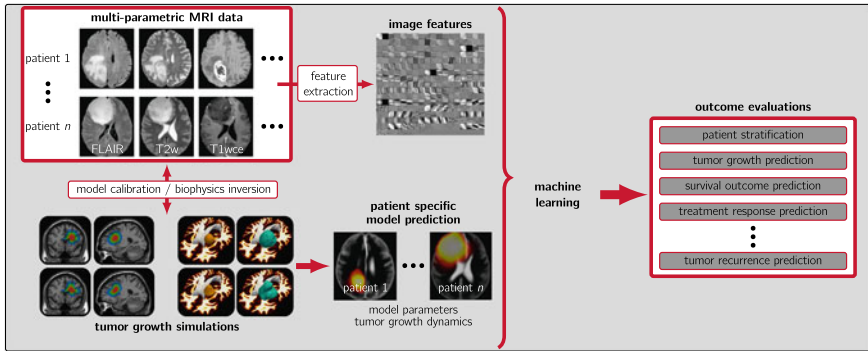 multi-parametric MRI data
patient 1
patient n
FLAIR
T2w
T1wce
feature
extraction
image features
model calibration / biophysics inversion
tumor growth simulations
patient specific
model prediction
patient 1
patient n
model parameters
tumor growth dynamics
machine
learning
outcome evaluations
patient stratification
tumor growth prediction
survival outcome prediction
treatment response prediction
tumor recurrence prediction